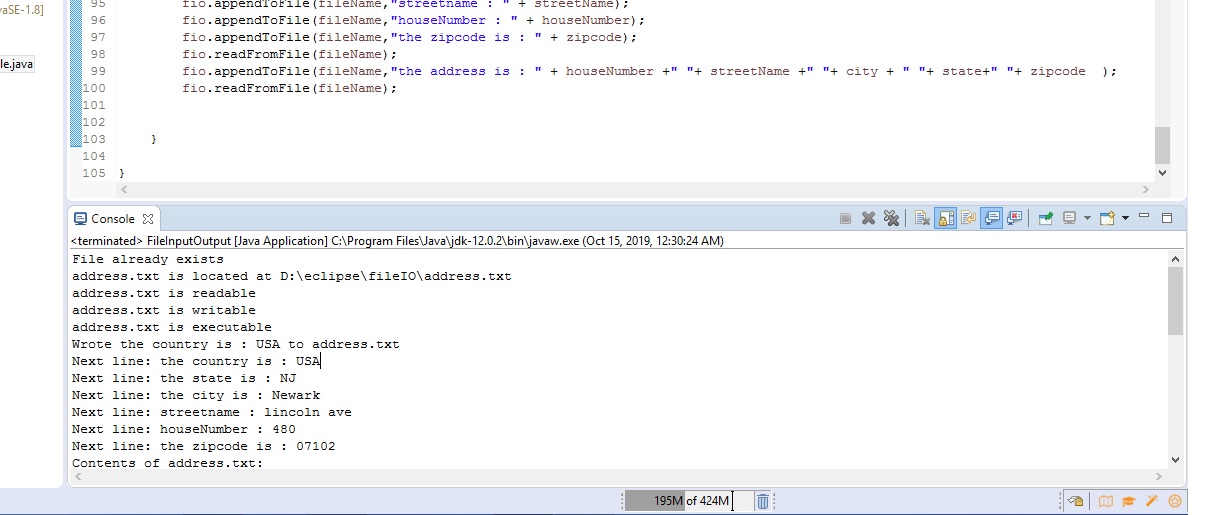 vaSE-1.8]
le.java
95 fio.appendToFile(fileName,"streetname : " + streetName);
96 fio.appendToFile(fileName,"houseNumber : " + houseNumber);
97 fio.appendToFile(fileName,"the zipcode is : " + zipcode);
98 fio.readFromFile(fileName);
99 fio.appendToFile(fileName,"the address is : " + houseNumber +" "+ streetName +" "+ city + " "+ state+" "+ zipcode  );
100 fio.readFromFile(fileName);
101
102
103 }
104
105 }
Console
<terminated> FileInputOutput [Java Application] C:\Program Files\Java\jdk-12.0.2\bin\javaw.exe (Oct 15, 2019, 12:30:24 AM)
File already exists
address.txt is located at D:\eclipse\fileIO\address.txt
address.txt is readable
address.txt is writable
address.txt is executable
Wrote the country is : USA to address.txt
Next line: the country is : USA
Next line: the state is : NJ
Next line: the city is : Newark
Next line: streetname : lincoln ave
Next line: houseNumber : 480
Next line: the zipcode is : 07102
Contents of address.txt:
195M of 424M